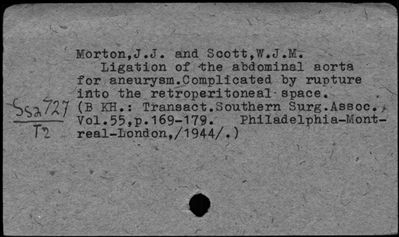 Morton,J.J. and Scott,W.J.M.
Ligation of the abdominal aorta
for aneurysm.Complicated by rupture
into the retroperitoneal space.
(B KH.: Transact.Southern Surg.Assoc.,
Vol.55,p.169-179. Philadelphia-Mont-
real-London,/1944/.)
Ss2727
T2